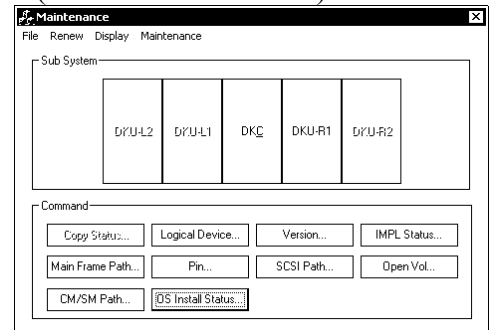 Maintenance
File Renew Display Maintenance
Sub System
DKU-L2 DKU-L1 DKC DKU-R1 DKU-R2
Command
Copy Status... Logical Device... Version... IMPL Status...
Main Frame Path... Pin... SCSI Path... Open Vol...
CM/SM Path... OS Install Status...